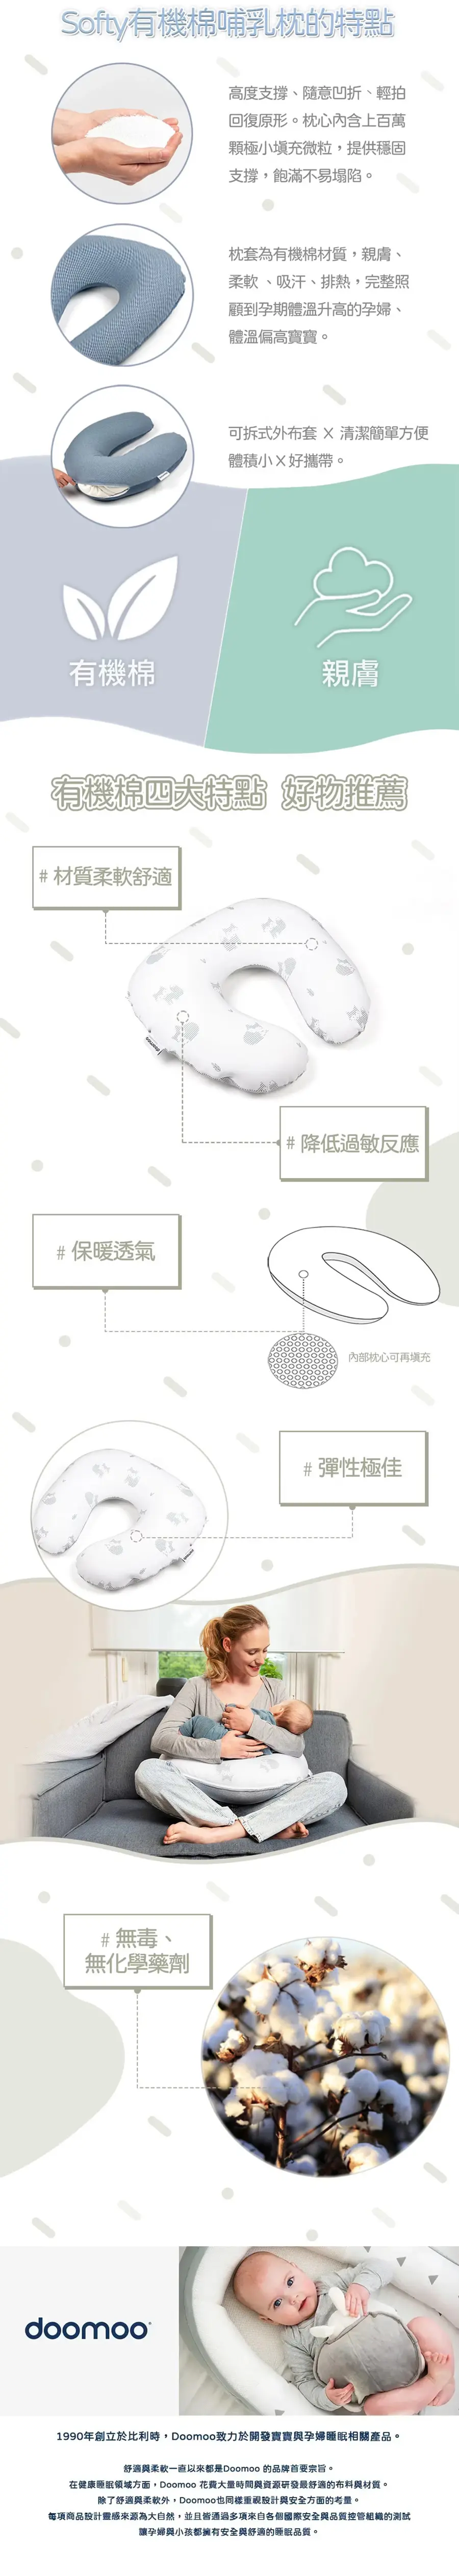 Softy有機棉哺乳枕的特點
高度支撐、隨意凹折、輕拍
回復原形。枕心內含上百萬
顆極小填充微粒，提供穩固
支撐，飽滿不易塌陷。
枕套為有機棉材質，親膚、
柔軟、吸汗、排熱，完整照
顧到孕期體溫升高的孕婦、
體溫偏高寶寶。
可拆式外布套 X 清潔簡單方便
體積小 X 好攜帶。
有機棉
親膚
有機棉四大特點 好物推薦
# 材質柔軟舒適
doomoo
# 降低過敏反應
# 保暖透氣
內部枕心可再填充
# 彈性極佳
# 無毒、
無化學藥劑
doomoo®
1990年創立於比利時，Doomoo致力於開發寶寶與孕婦睡眠相關產品。
舒適與柔軟一直以來都是Doomoo 的品牌首要宗旨。
在健康睡眠領域方面，Doomoo 花費大量時間與資源研發最舒適的布料與材質。
除了舒適與柔軟外，Doomoo也同樣重視設計與安全方面的考量。
每項商品設計靈感來源為大自然，並且皆通過多項來自各個國際安全與品質控管組織的測試
讓孕婦與小孩都擁有安全與舒適的睡眠品質。